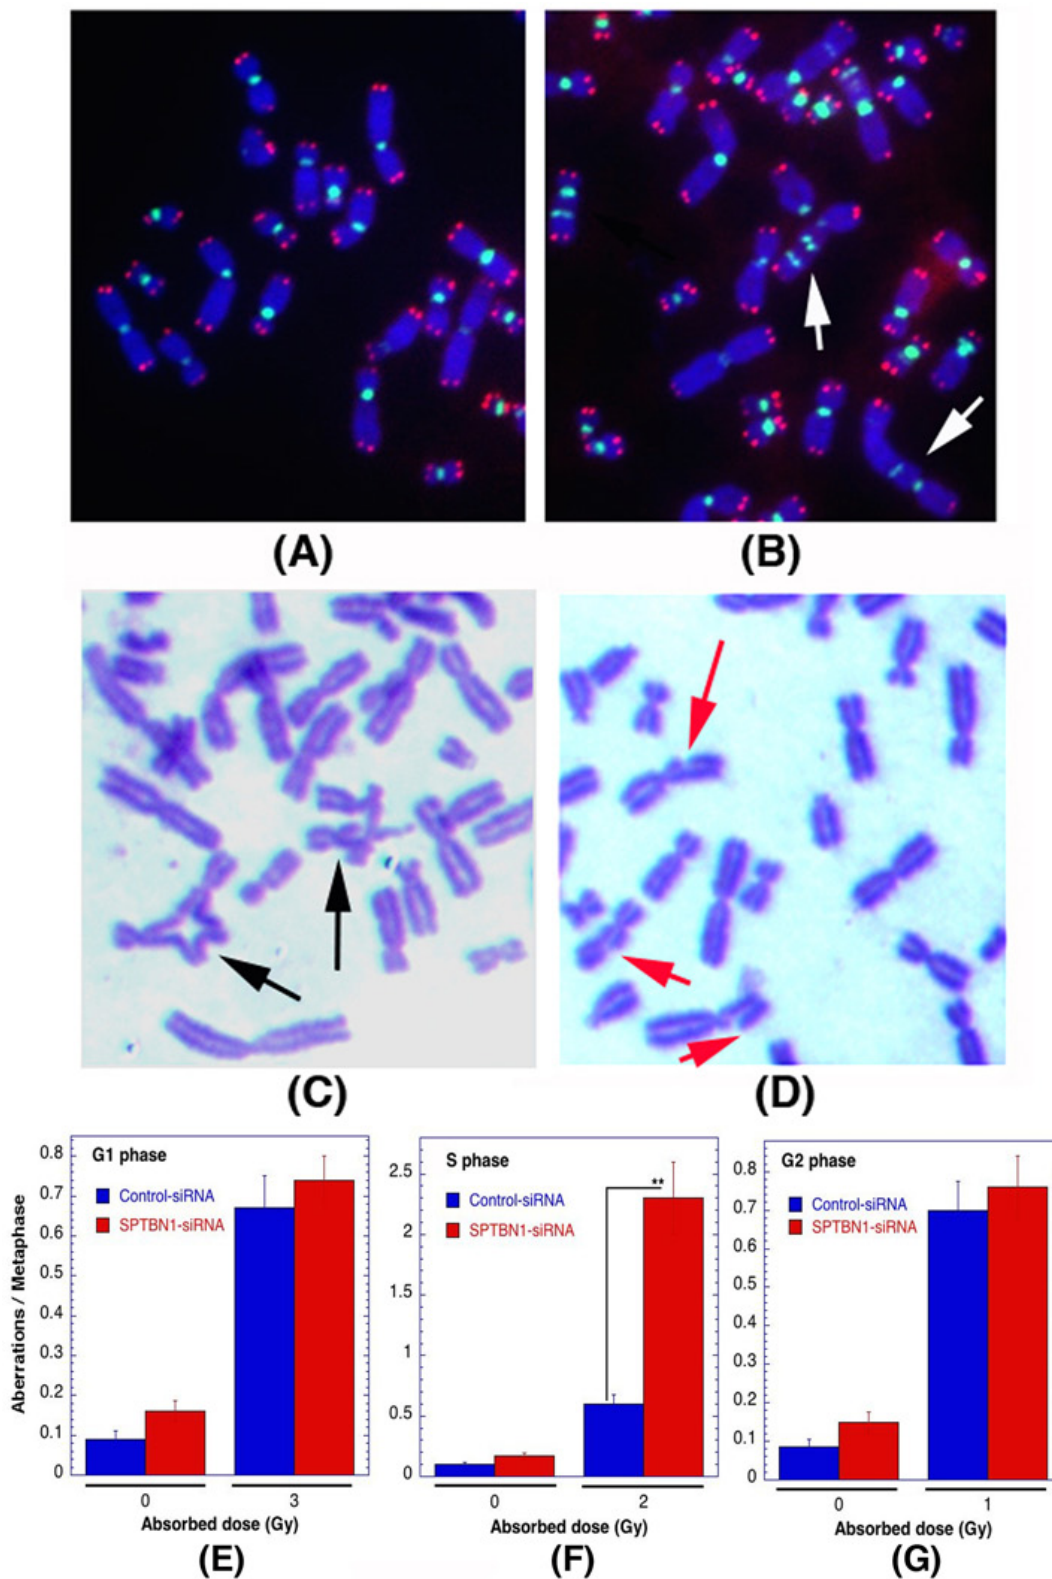 (A)
(B)
(C)
(D)
Aberrations / Metaphase
G1 phase
Control-siRNA
SPTBN1-siRNA
0.8
0.7
0.6
0.5
0.4
0.3
0.2
0.1
0
0
3
Absorbed dose (Gy)
(E)
S phase
**
Control-siRNA
SPTBN1-siRNA
2.5
2
1.5
1
0.5
0
0
2
Absorbed dose (Gy)
(F)
G2 phase
Control-siRNA
SPTBN1-siRNA
0.8
0.7
0.6
0.5
0.4
0.3
0.2
0.1
0
0
1
Absorbed dose (Gy)
(G)